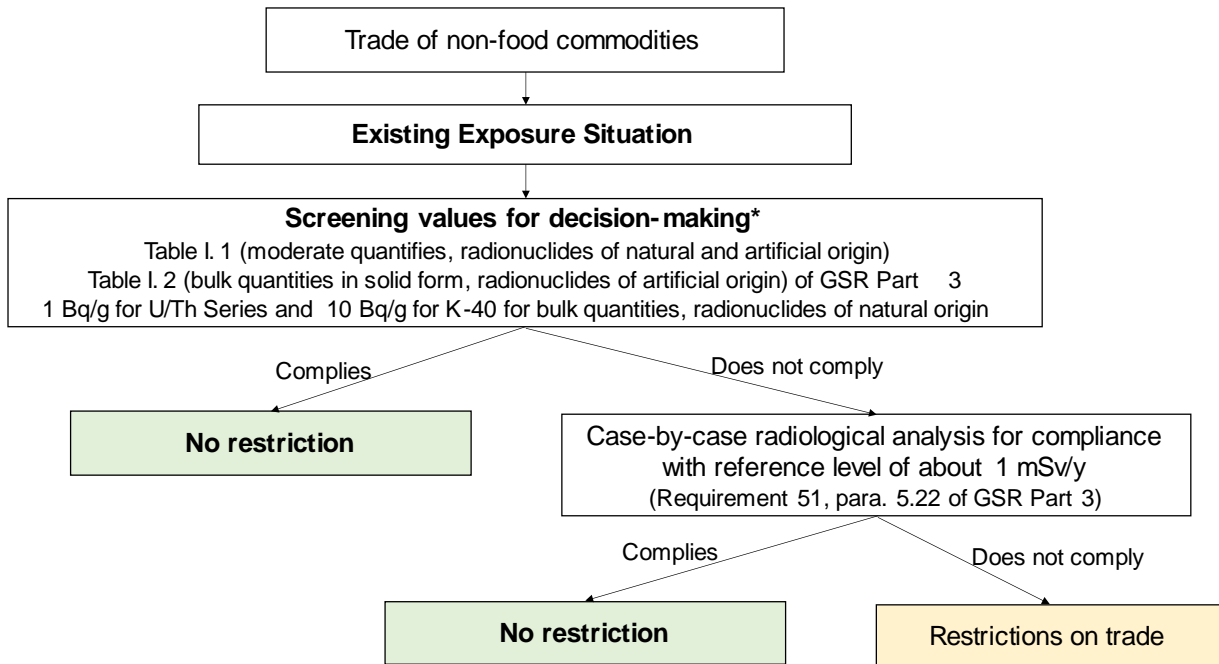 Trade of non-food commodities
Existing Exposure Situation
Screening values for decision-making*
Table I. 1 (moderate quantifies, radionuclides of natural and artificial origin)
Table I. 2 (bulk quantities in solid form, radionuclides of artificial origin) of GSR Part 3
1 Bq/g for U/Th Series and 10 Bq/g for K-40 for bulk quantities, radionuclides of natural origin
Complies
Does not comply
No restriction
Case-by-case radiological analysis for compliance
with reference level of about 1 mSv/y
(Requirement 51, para. 5.22 of GSR Part 3)
Complies
Does not comply
No restriction
Restrictions on trade